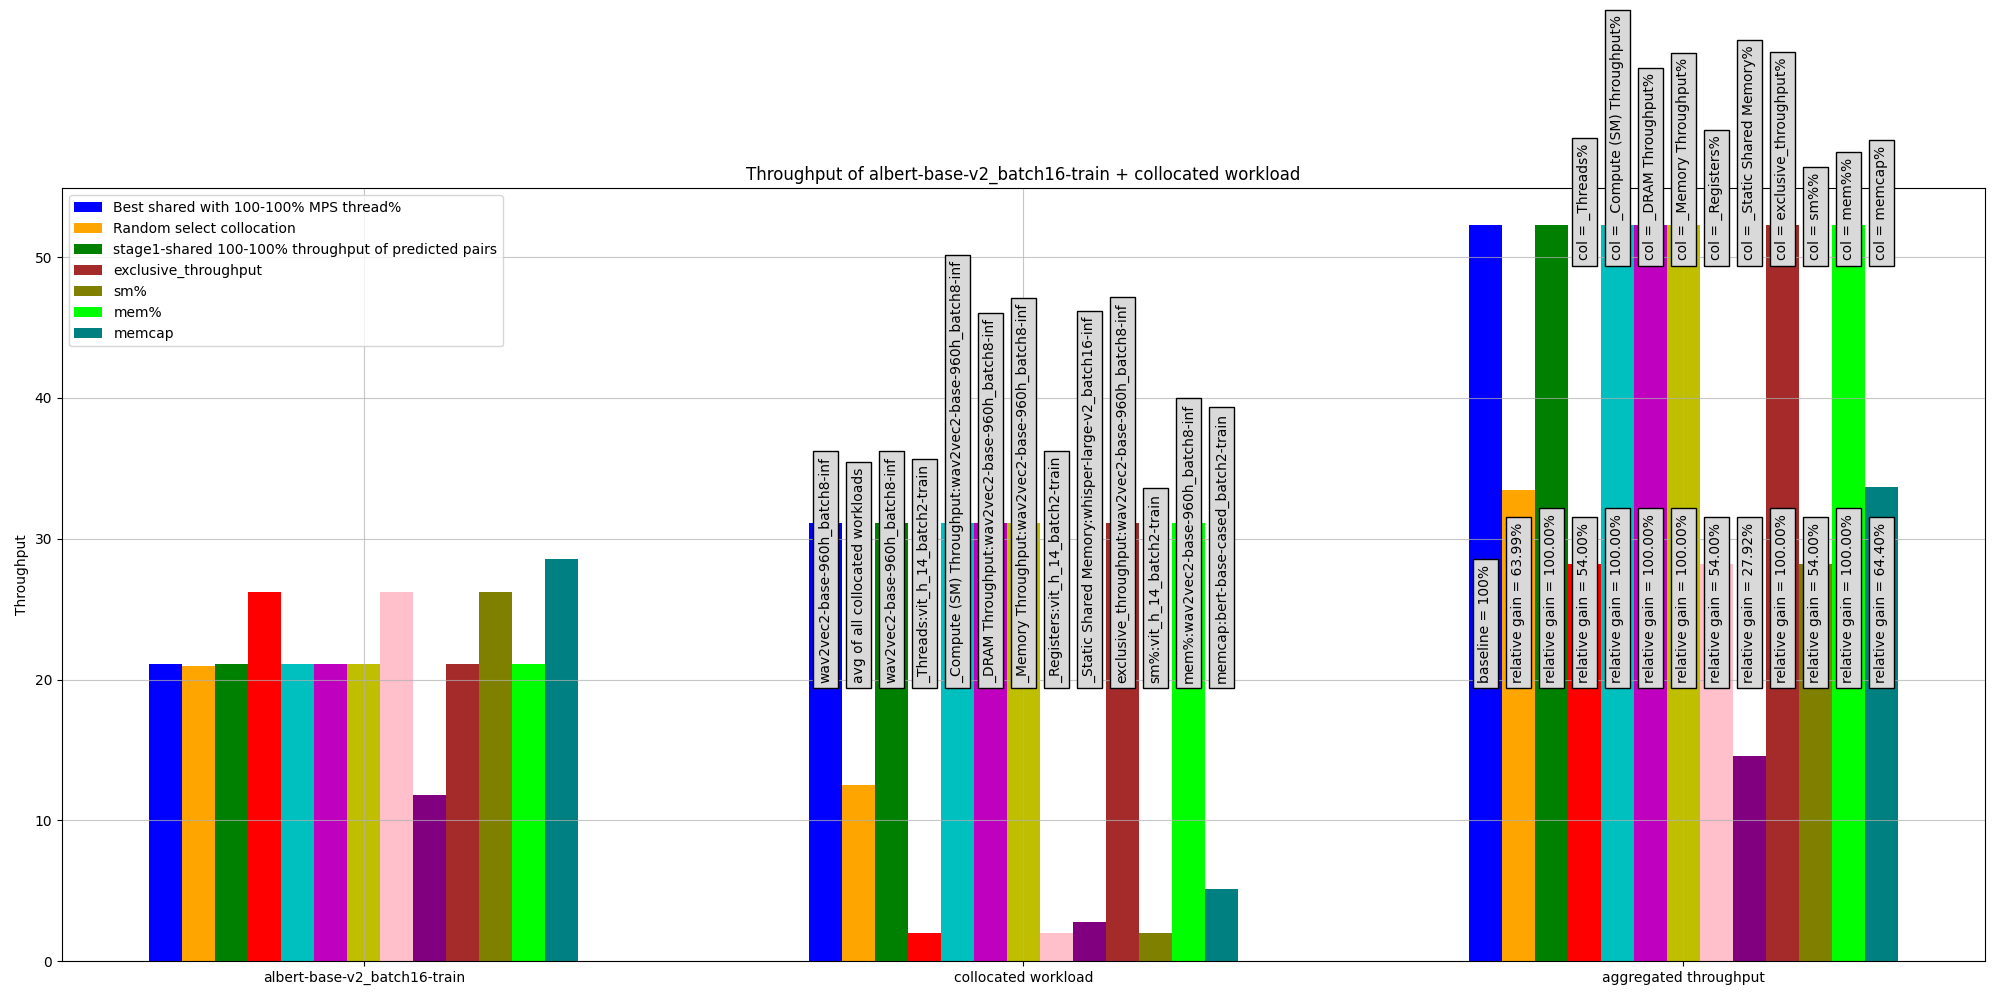 Throughput of albert-base-v2_batch16-train + collocated workload
Best shared with 100-100% MPS thread%
Random select collocation
stage1-shared 100-100% throughput of predicted pairs
exclusive_throughput
sm%
mem%
memcap
Throughput
50
40
30
20
10
0
wav2vec2-base-960h_batch8-inf
avg of all collocated workloads
wav2vec2-base-960h_batch8-inf
_Threads:vit_h_14_batch2-train
_Compute (SM) Throughput:wav2vec2-base-960h_batch8-inf
_DRAM Throughput:wav2vec2-base-960h_batch8-inf
_Memory Throughput:wav2vec2-base-960h_batch8-inf
_Registers:vit_h_14_batch2-train
_Static Shared Memory:whisper-large-v2_batch16-inf
exclusive_throughput:wav2vec2-base-960h_batch8-inf
sm%:vit_h_14_batch2-train
mem%:wav2vec2-base-960h_batch8-inf
memcap:bert-base-cased_batch2-train
col = _Threads%
col = _Compute (SM) Throughput%
col = _DRAM Throughput%
col = _Memory Throughput%
col = _Registers%
col = _Static Shared Memory%
col = exclusive_throughput%
col = sm%%
col = mem%%
col = memcap%
baseline = 100%
relative gain = 63.99%
relative gain = 100.00%
relative gain = 54.00%
relative gain = 100.00%
relative gain = 100.00%
relative gain = 100.00%
relative gain = 54.00%
relative gain = 27.92%
relative gain = 100.00%
relative gain = 54.00%
relative gain = 100.00%
relative gain = 64.40%
albert-base-v2_batch16-train
collocated workload
aggregated throughput